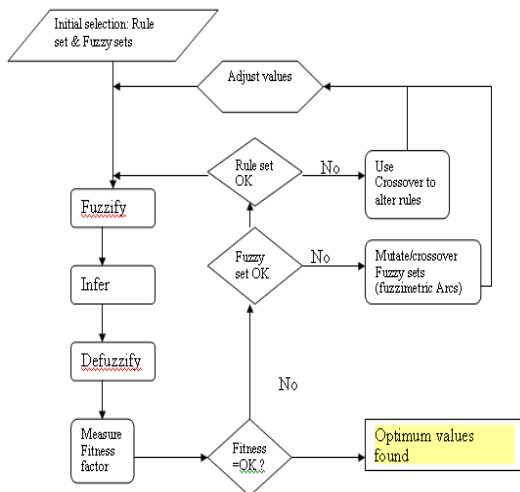 Initial selection: Rule
set & Fuzzy sets
Adjust values
Rule set
OK
No
Use
Crossover to
alter rules
Fuzzify
Fuzzy
set OK
No
Mutate/crossover
Fuzzy sets
(fuzzimetric Arcs)
Infer
Defuzzify
No
Measure
Fitness
factor
Fitness
=OK ?
Optimum values
found